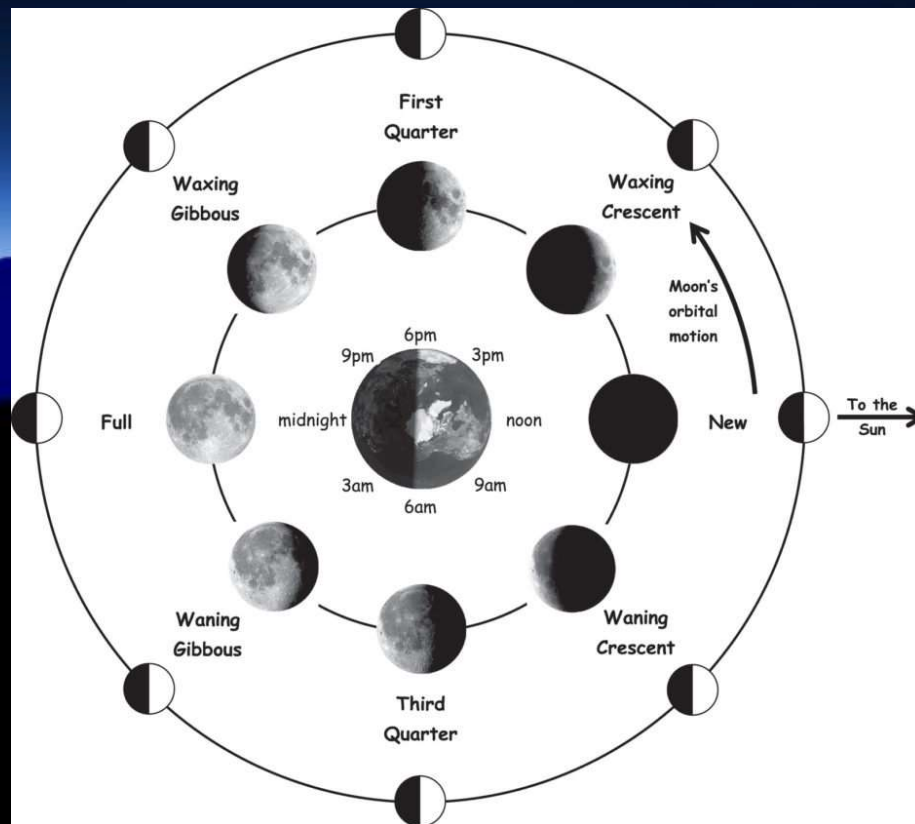 First
Quarter
Waxing
Gibbous
Waxing
Crescent
Moon's
orbital
motion
6pm
9pm
3pm
Full
midnight
noon
New
To the
Sun
3am
9am
6am
Waning
Gibbous
Waning
Crescent
Third
Quarter